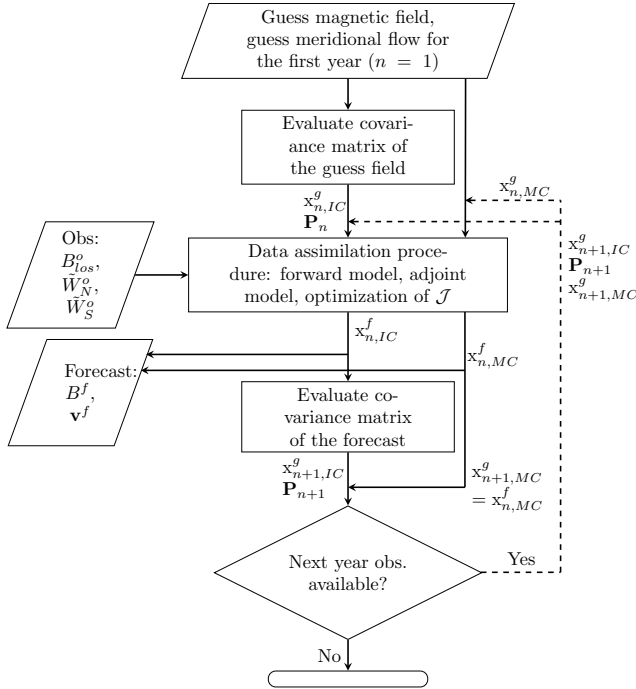 Guess magnetic field,
guess meridional flow for
the first year (n = 1)
Evaluate covari-
ance matrix of
the guess field
x^g_{n,IC}
P_n
x^g_{n,MC}
Obs:
B^o_{los},
W̃^o_N,
W̃^o_S
Data assimilation proce-
dure: forward model, adjoint
model, optimization of 𝒥
x^g_{n+1,IC}
P_{n+1}
x^g_{n+1,MC}
x^f_{n,IC}
x^f_{n,MC}
Forecast:
B^f,
v^f
Evaluate co-
variance matrix
of the forecast
x^g_{n+1,IC}
P_{n+1}
x^g_{n+1,MC}
= x^f_{n,MC}
Next year obs.
available?
Yes
No